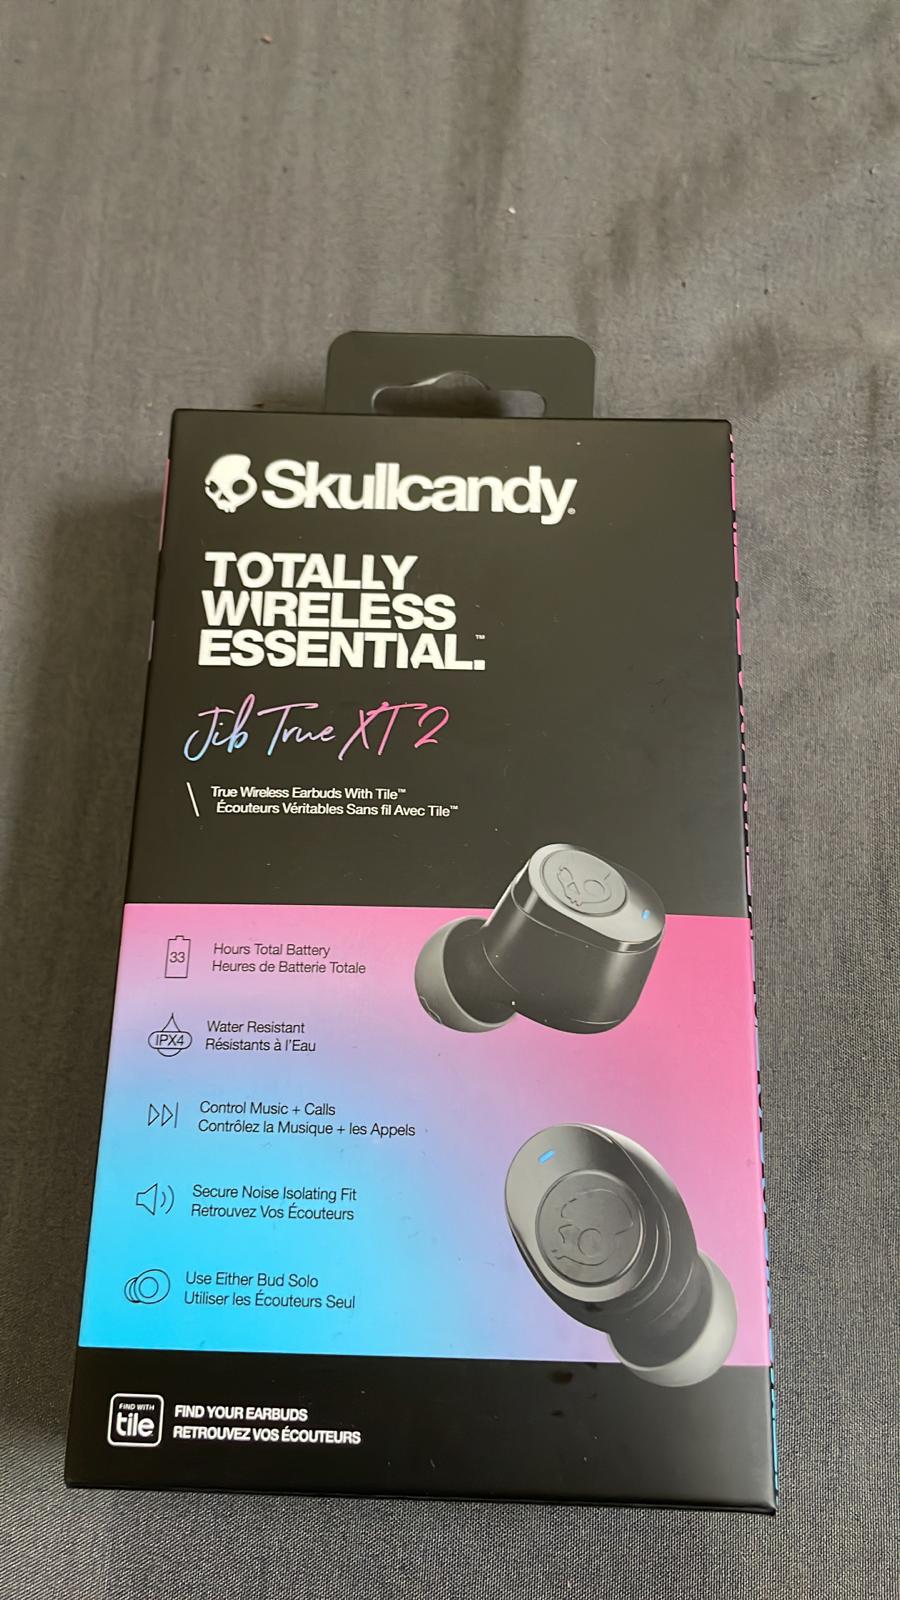 Skullcandy®
TOTALLY
WIRELESS
ESSENTIAL.™
Jib True XT 2
True Wireless Earbuds With Tile™
Écouteurs Véritables Sans fil Avec Tile™
33
Hours Total Battery
Heures de Batterie Totale
IPX4
Water Resistant
Résistants à l'Eau
Control Music + Calls
Contrôlez la Musique + les Appels
Secure Noise Isolating Fit
Retrouvez Vos Écouteurs
Use Either Bud Solo
Utiliser les Écouteurs Seul
FIND WITH
tile
FIND YOUR EARBUDS
RETROUVEZ VOS ÉCOUTEURS